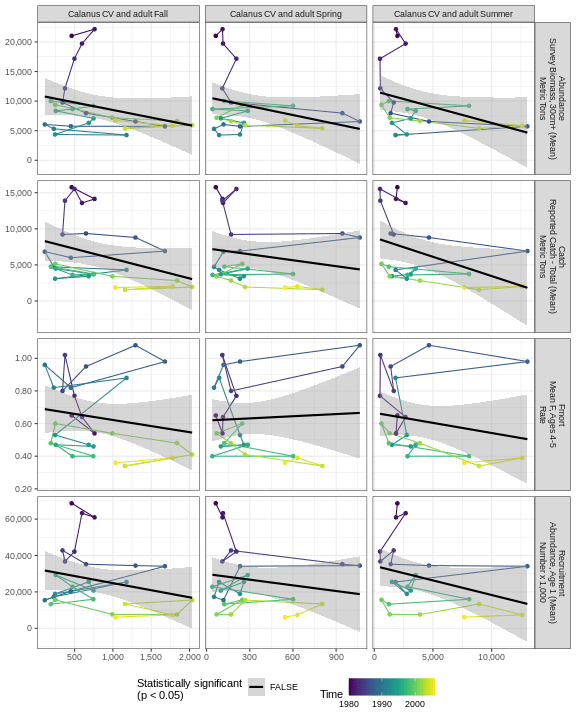 Calanus CV and adult Fall
Calanus CV and adult Spring
Calanus CV and adult Summer
20,000
15,000
10,000
5,000
0
Abundance
Survey Biomass, 30cm+ (Mean)
Metric Tons
15,000
10,000
5,000
0
Catch
Reported Catch - Total (Mean)
Metric Tons
1.00
0.80
0.60
0.40
0.20
Fmort
Mean F, Ages 4-5
Rate
60,000
40,000
20,000
0
Recruitment
Abundance, Age 1 (Mean)
Number x 1,000
500
1,000
1,500
2,000
0
300
600
900
0
5,000
10,000
Statistically significant
(p < 0.05)
FALSE
Time
1980
1990
2000